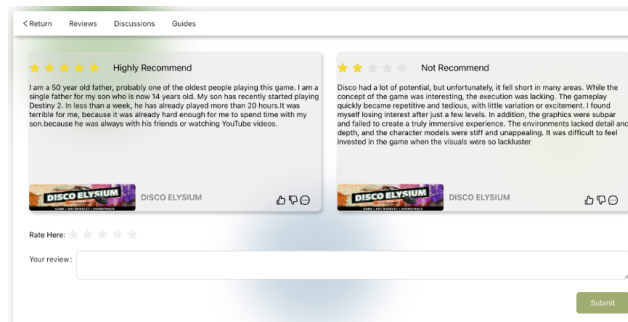 Return Reviews Discussions Guides
Highly Recommend
I am a 50 year old father, probably one of the oldest people playing this game. I am a
single father for my son who is now 14 years old. My son has recently started playing
Destiny 2. In less than a week, he has already played more than 20 hours.It was
terrible for me, because it was already hard enough for me to spend time with my
son.because he was always with his friends or watching YouTube videos.
DISCO ELYSIUM
DISCO ELYSIUM
Not Recommend
Disco had a lot of potential, but unfortunately, it fell short in many areas. While the
concept of the game was interesting, the execution was lacking. The gameplay
quickly became repetitive and tedious, with little variation or excitement. I found
myself losing interest after just a few levels. In addition, the graphics were subpar
and failed to create a truly immersive experience. The environments lacked detail and
depth, and the character models were stiff and unappealing. It was difficult to feel
invested in the game when the visuals were so lackluster
DISCO ELYSIUM
DISCO ELYSIUM
Rate Here:
Your review:
Submit